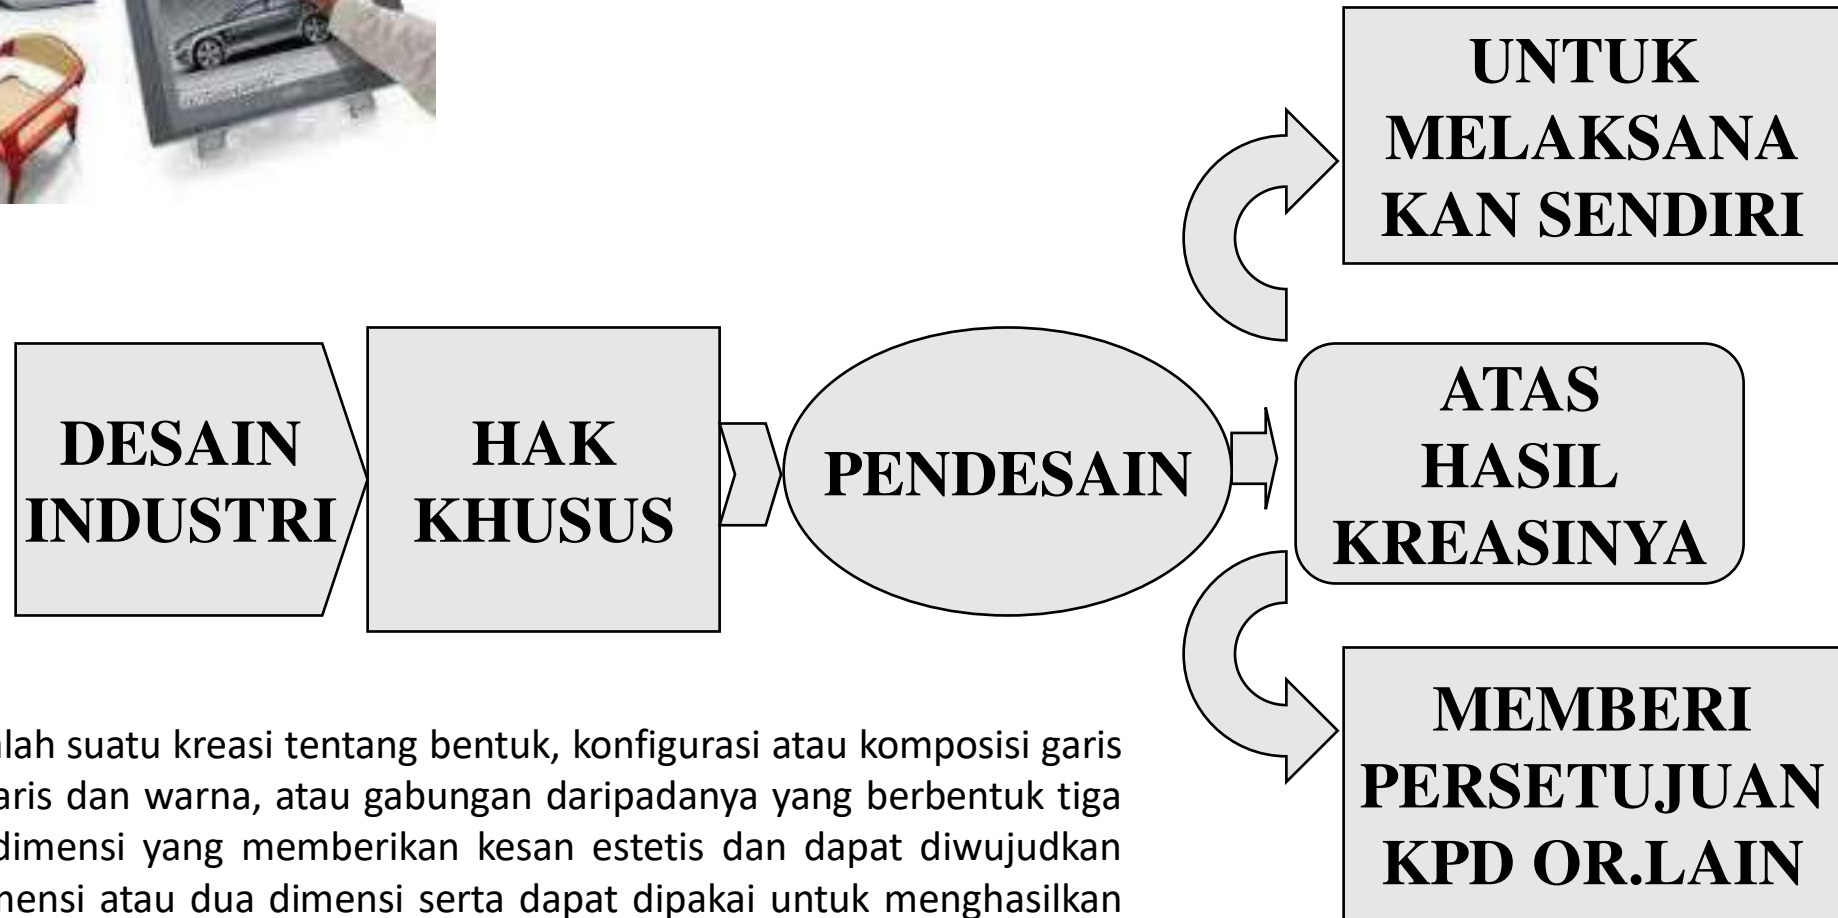 UNTUK
MELAKSANA
KAN SENDIRI
DESAIN
INDUSTRI
HAK
KHUSUS
PENDESAIN
ATAS
HASIL
KREASINYA
MEMBERI
PERSETUJUAN
KPD OR.LAIN
suatu kreasi tentang bentuk, konfigurasi atau komposisi garis
dan warna, atau gabungan daripadanya yang berbentuk tiga
dimensi yang memberikan kesan estetis dan dapat diwujudkan
atau dua dimensi serta dapat dipakai untuk menghasilkan